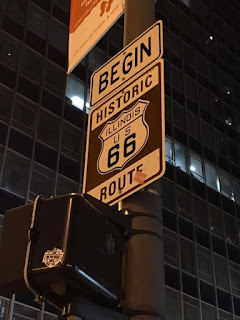 BEGIN
HISTORIC
ILLINOIS
U S
66
ROUTE